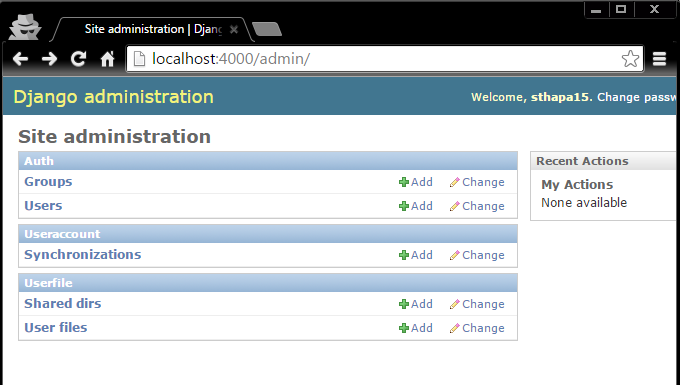 Site administration | Djang
localhost:4000/admin/
Django administration
Welcome, sthapa15. Change passw
Site administration
Auth
Groups Add Change
Users Add Change
Useraccount
Synchronizations Add Change
Userfile
Shared dirs Add Change
User files Add Change
Recent Actions
My Actions
None available